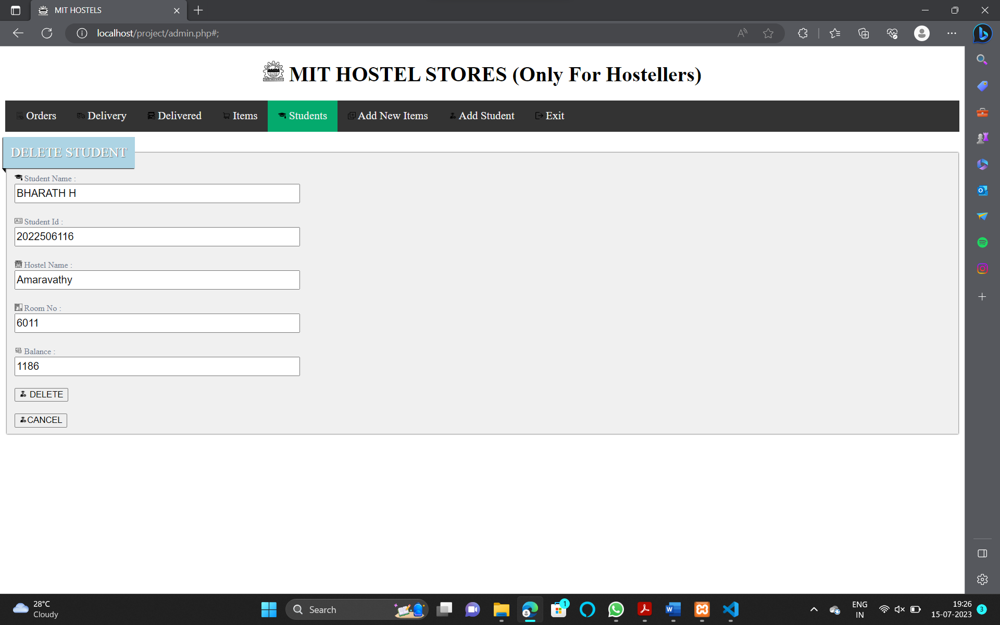 MIT HOSTELS
localhost/project/admin.php#;
MIT HOSTEL STORES (Only For Hostellers)
Orders Delivery Delivered Items Students Add New Items Add Student Exit
DELETE STUDENT
Student Name :
BHARATH H
Student Id :
2022506116
Hostel Name :
Amaravathy
Room No :
6011
Balance :
1186
DELETE
CANCEL
28°C
Cloudy
Search
1
ENG
IN
19:26
15-07-2023
3